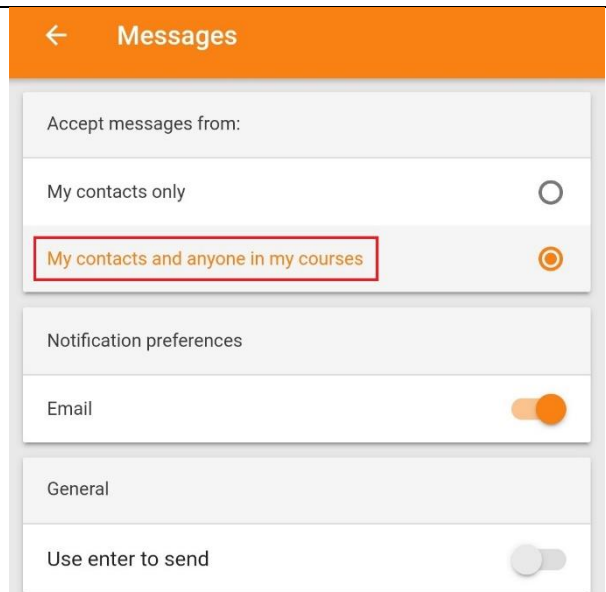 Messages
Accept messages from:
My contacts only
My contacts and anyone in my courses
Notification preferences
Email
General
Use enter to send